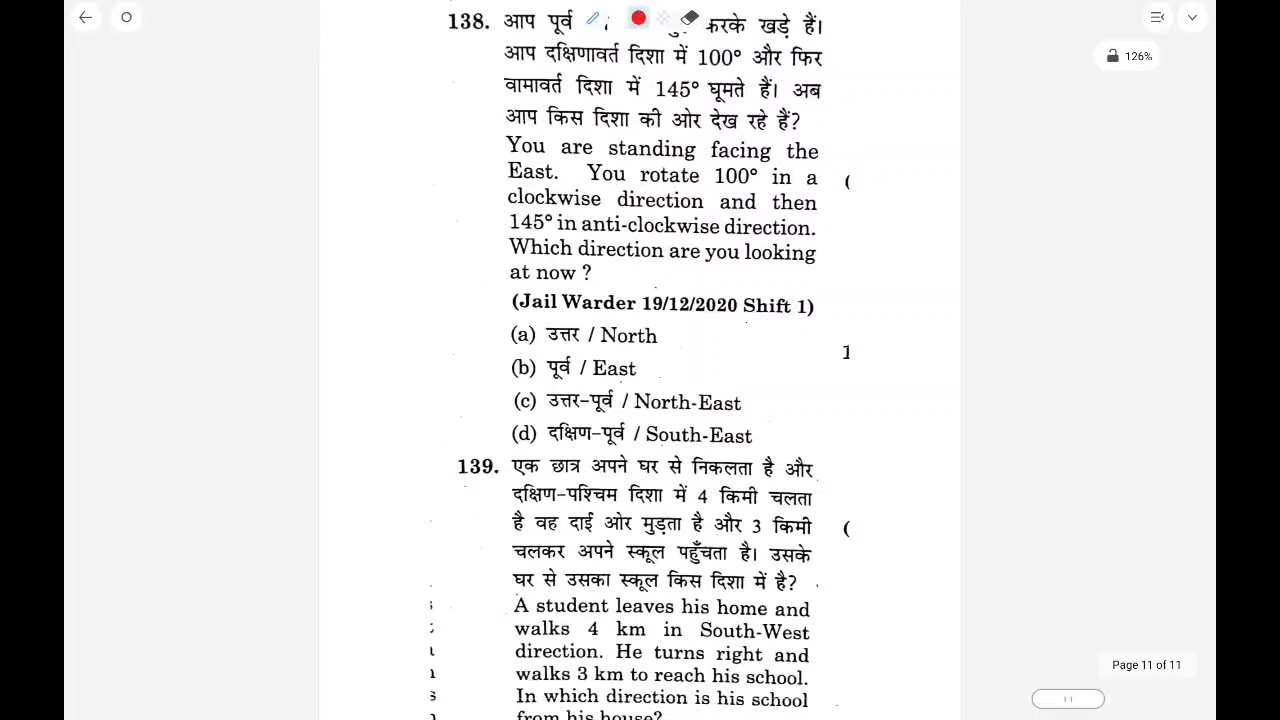 126%
138. आप पूर्व करके खड़े हैं।
आप दक्षिणावर्त दिशा में 100° और फिर
वामावर्त दिशा में 145° घूमते हैं। अब
आप किस दिशा की ओर देख रहे हैं?
You are standing facing the
East. You rotate 100° in a
clockwise direction and then
145° in anti-clockwise direction.
Which direction are you looking
at now ?
(Jail Warder 19/12/2020 Shift 1)
(a) उत्तर / North
(b) पूर्व / East
(c) उत्तर-पूर्व / North-East
(d) दक्षिण-पूर्व / South-East
139. एक छात्र अपने घर से निकलता है और
दक्षिण-पश्चिम दिशा में 4 किमी चलता
है वह दाईं ओर मुड़ता है और 3 किमी
चलकर अपने स्कूल पहुँचता है। उसके
घर से उसका स्कूल किस दिशा में है?
A student leaves his home and
walks 4 km in South-West
direction. He turns right and
walks 3 km to reach his school.
In which direction is his school
from his house?
Page 11 of 11